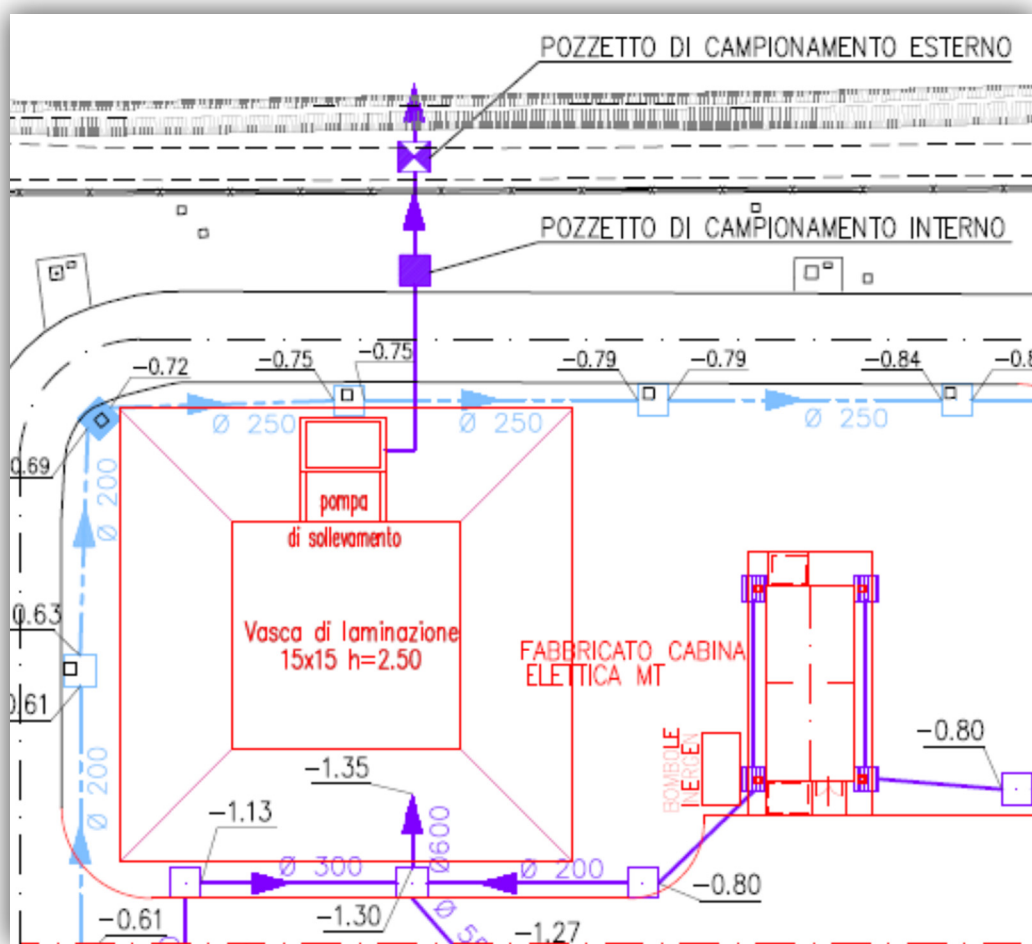 POZZETTO DI CAMPIONAMENTO ESTERNO
POZZETTO DI CAMPIONAMENTO INTERNO
-0.72
-0.75
-0.75
-0.79
-0.79
-0.84
Ø 250
Ø 250
Ø 250
0.69
Ø 200
pompa
di sollevamento
0.63
Vasca di laminazione
15x15 h=2.50
FABBRICATO CABINA
ELETTICA MT
0.61
BOMBOLE
INERGEN
-0.80
Ø 200
-1.35
-1.13
Ø600
Ø 300
Ø 200
-0.80
-0.61
-1.30
-1.27